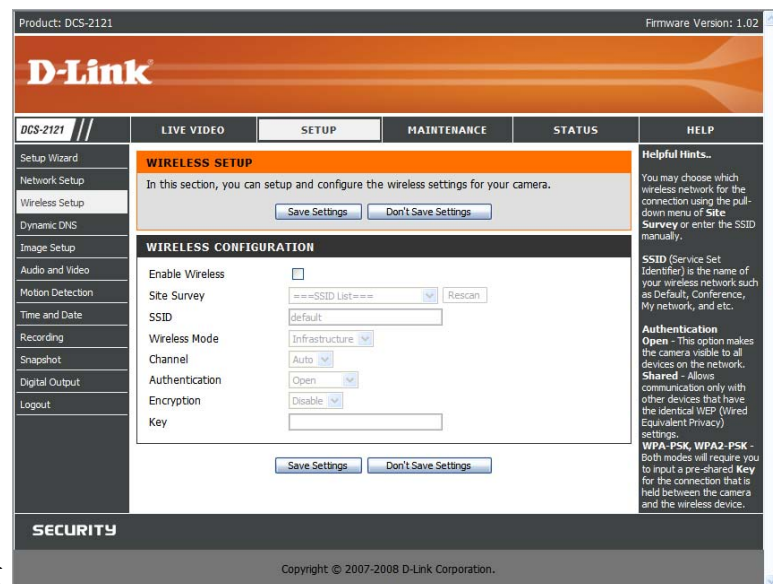 Product: DCS-2121
Firmware Version: 1.02
D-Link
DCS-2121
LIVE VIDEO
SETUP
MAINTENANCE
STATUS
HELP
Setup Wizard
Network Setup
Wireless Setup
Dynamic DNS
Image Setup
Audio and Video
Motion Detection
Time and Date
Recording
Snapshot
Digital Output
Logout
WIRELESS SETUP
In this section, you can setup and configure the wireless settings for your camera.
Save Settings
Don't Save Settings
WIRELESS CONFIGURATION
Enable Wireless
Site Survey
===SSID List===
Rescan
SSID
default
Wireless Mode
Infrastructure
Channel
Auto
Authentication
Open
Encryption
Disable
Key
Save Settings
Don't Save Settings
Helpful Hints..
You may choose which
wireless network for the
connection using the pull-
down menu of Site
Survey or enter the SSID
manually.
SSID (Service Set
Identifier) is the name of
your wireless network such
as Default, Conference,
My network, and etc.
Authentication
Open - This option makes
the camera visible to all
devices on the network.
Shared - Allows
communication only with
other devices that have
the identical WEP (Wired
Equivalent Privacy)
settings.
WPA-PSK, WPA2-PSK -
Both modes will require you
to input a pre-shared Key
for the connection that is
held between the camera
and the wireless device.
SECURITY
Copyright © 2007-2008 D-Link Corporation.